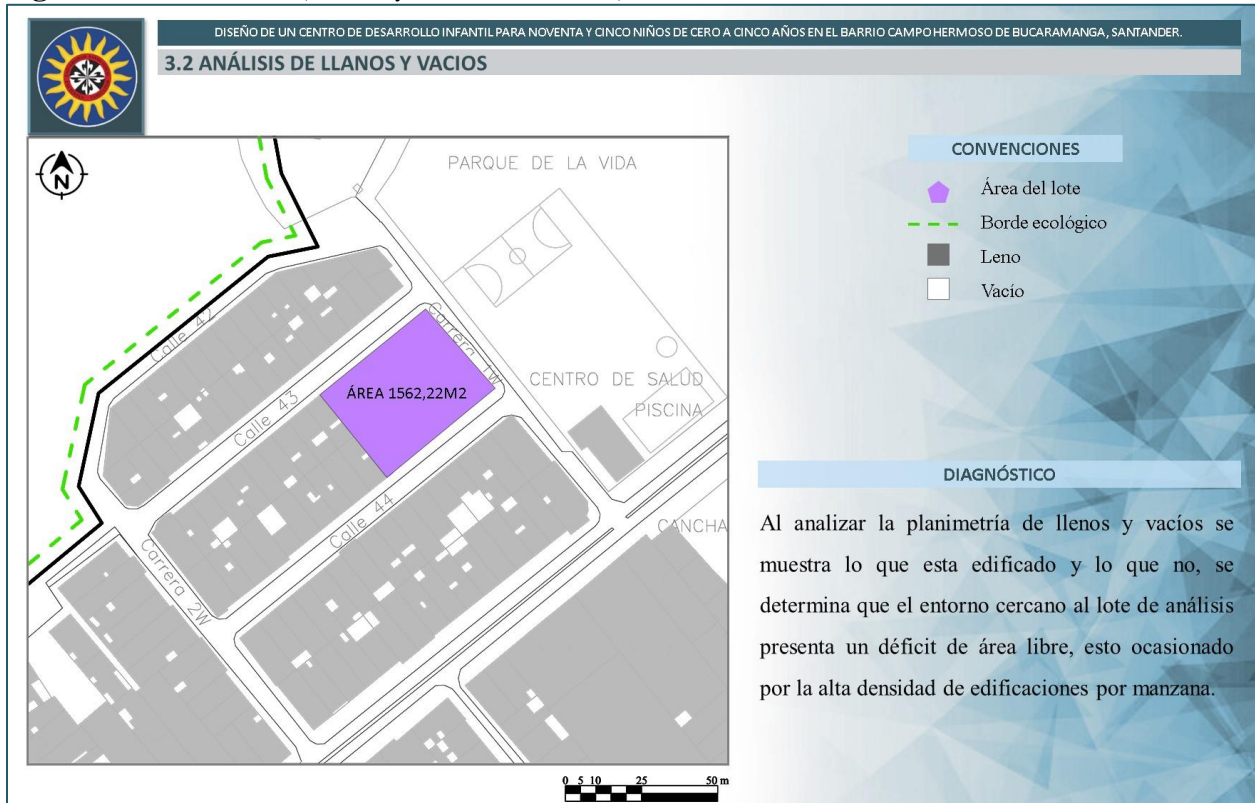 DISEÑO DE UN CENTRO DE DESARROLLO INFANTIL PARA NOVENTA Y CINCO NIÑOS DE CERO A CINCO AÑOS EN EL BARRIO CAMPO HERMOSO DE BUCARAMANGA, SANTANDER.
3.2 ANÁLISIS DE LLANOS Y VACIOS
N
PARQUE DE LA VIDA
Calle 42
Carrera 1W
ÁREA 1562,22M2
CENTRO DE SALUD
PISCINA
Calle 43
Calle 44
CANCHA
Carrera 2W
0 5 10 25 50 m
CONVENCIONES
Área del lote
Borde ecológico
Leno
Vacío
DIAGNÓSTICO
Al analizar la planimetría de llenos y vacíos se
muestra lo que esta edificado y lo que no, se
determina que el entorno cercano al lote de análisis
presenta un déficit de área libre, esto ocasionado
por la alta densidad de edificaciones por manzana.